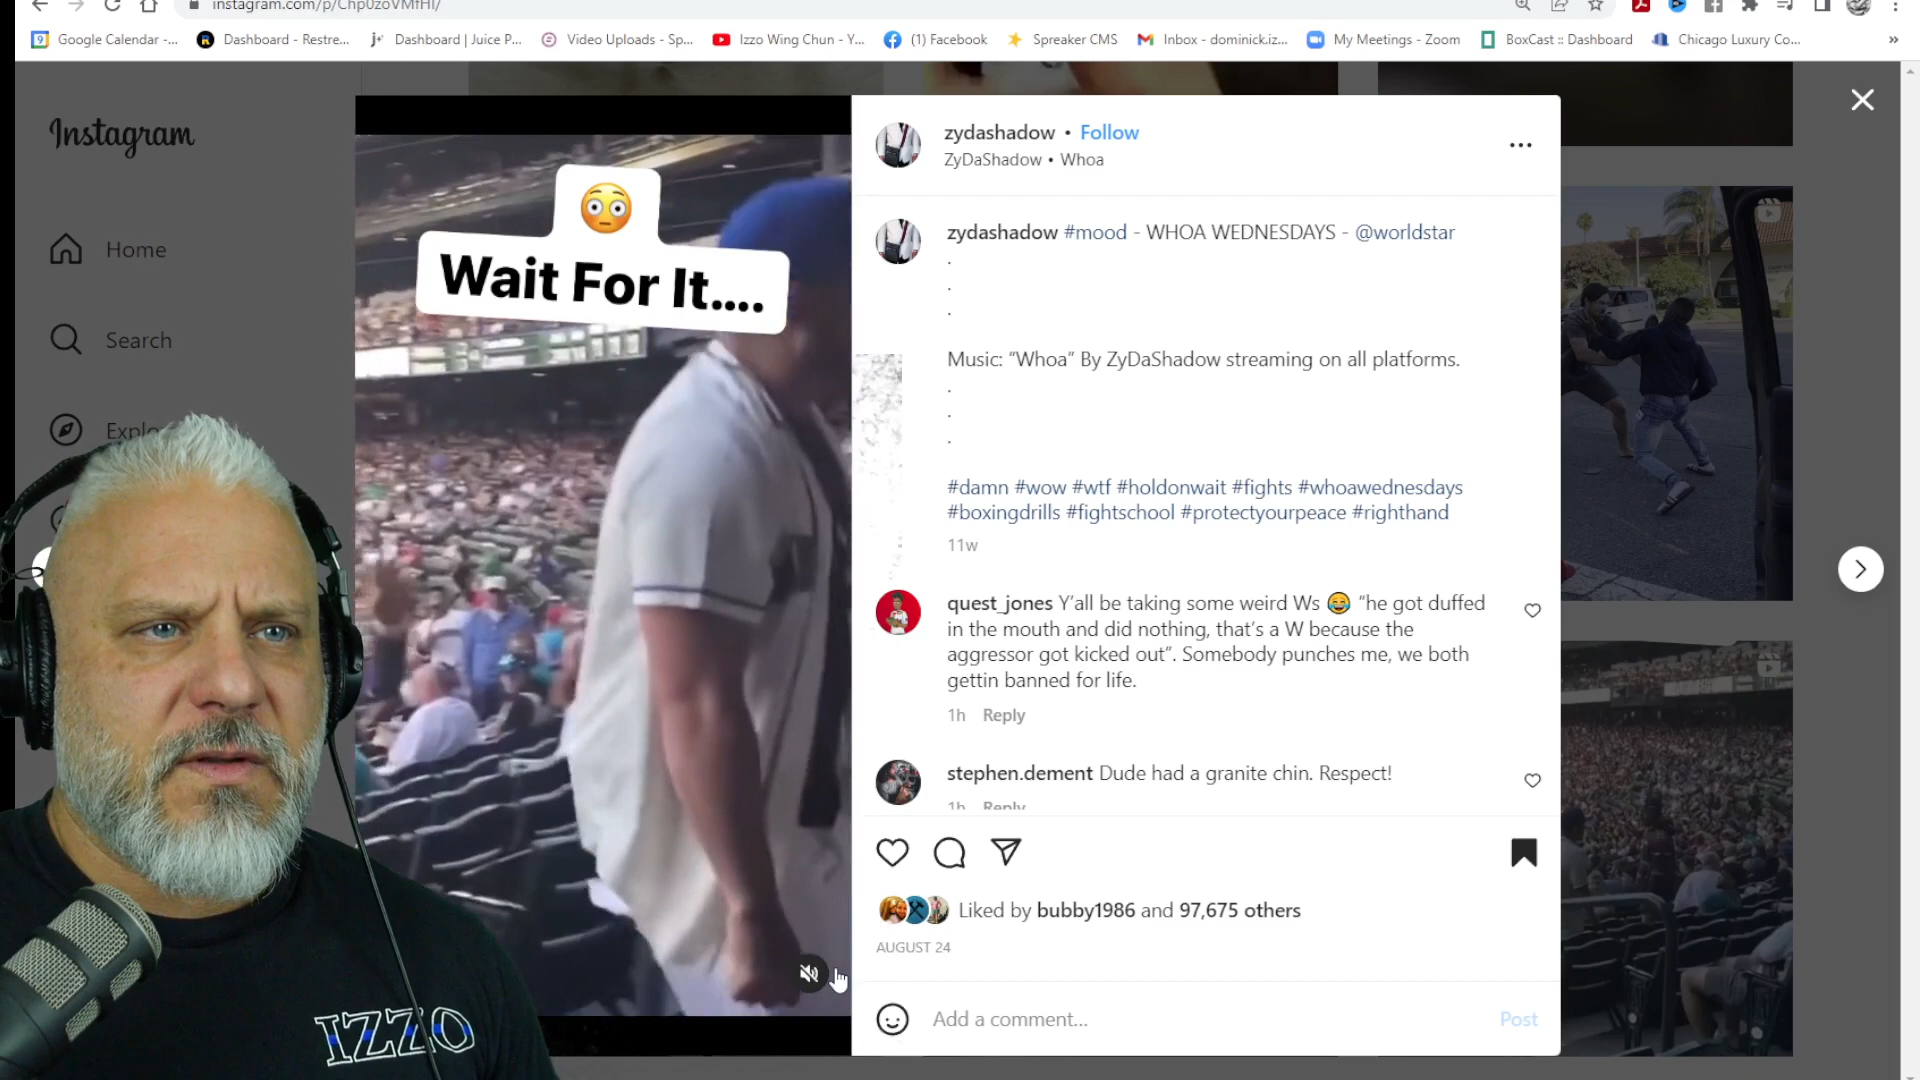 instagram.com/p/Chp0zoVMfHl/
Google Calendar -... Dashboard - Restre... Dashboard | Juice P... Video Uploads - Sp... Izzo Wing Chun - Y... (1) Facebook Spreaker CMS Inbox - dominick.iz... My Meetings - Zoom BoxCast :: Dashboard Chicago Luxury Co... »
Instagram
Home
Search
Explo
Wait For It....
zydashadow • Follow
ZyDaShadow • Whoa
zydashadow #mood - WHOA WEDNESDAYS - @worldstar
.
.
.
Music: “Whoa” By ZyDaShadow streaming on all platforms.
.
.
.
#damn #wow #wtf #holdonwait #fights #whoawednesdays
#boxingdrills #fightschool #protectyourpeace #righthand
11w
quest_jones Y’all be taking some weird Ws 😂 “he got duffed
in the mouth and did nothing, that’s a W because the
aggressor got kicked out”. Somebody punches me, we both
gettin banned for life.
1h Reply
stephen.dement Dude had a granite chin. Respect!
1h Reply
Liked by bubby1986 and 97,675 others
AUGUST 24
Add a comment... Post
IZZO